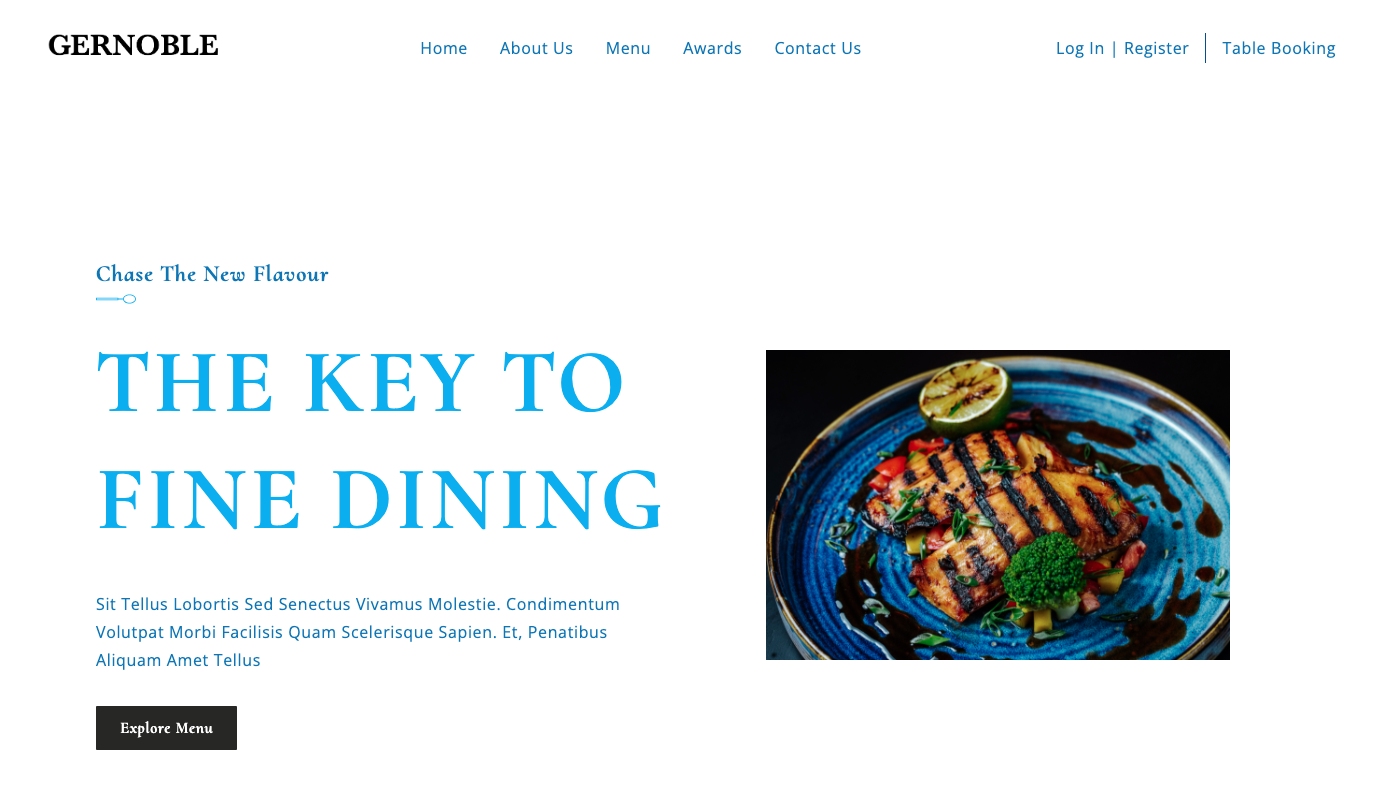 GERNOBLE
Home About Us Menu Awards Contact Us
Log In | Register Table Booking
Chase The New Flavour
THE KEY TO
FINE DINING
Sit Tellus Lobortis Sed Senectus Vivamus Molestie. Condimentum
Volutpat Morbi Facilisis Quam Scelerisque Sapien. Et, Penatibus
Aliquam Amet Tellus
Explore Menu